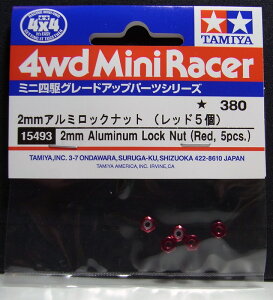 4x4
TAMIYA
4wd Mini Racer
ミニ四駆グレードアップパーツシリーズ
★ 380
2mmアルミロックナット (レッド5個)
15493 2mm Aluminum Lock Nut (Red, 5pcs.)
TAMIYA, INC. 3-7 ONDAWARA, SURUGA-KU, SHIZUOKA 422-8610 JAPAN
TAMIYA AMERICA, INC. IRVINE, CA